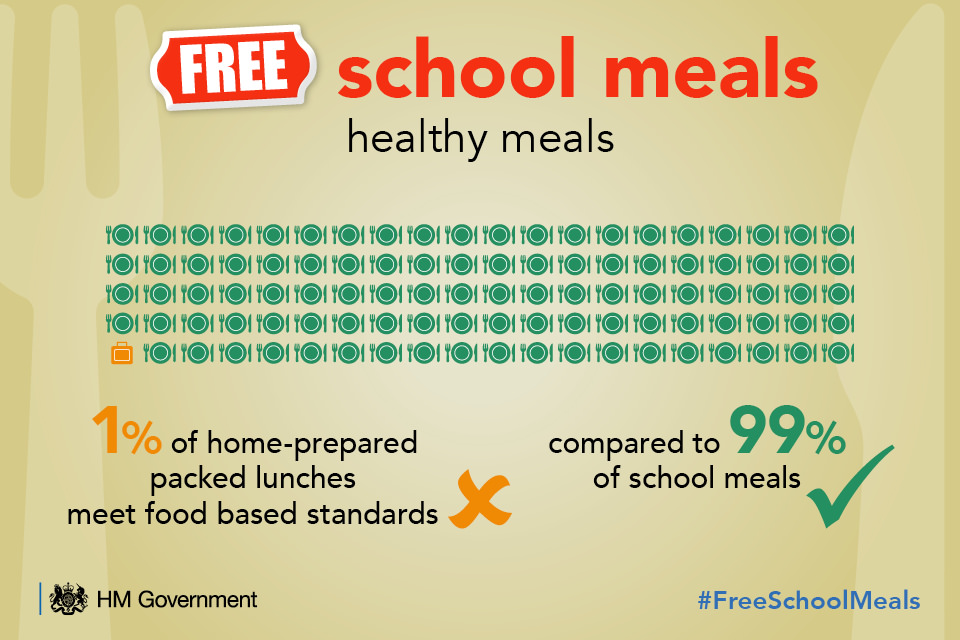 FREE school meals
healthy meals
1% of home-prepared
packed lunches
meet food based standards
compared to 99%
of school meals
HM Government
#FreeSchoolMeals